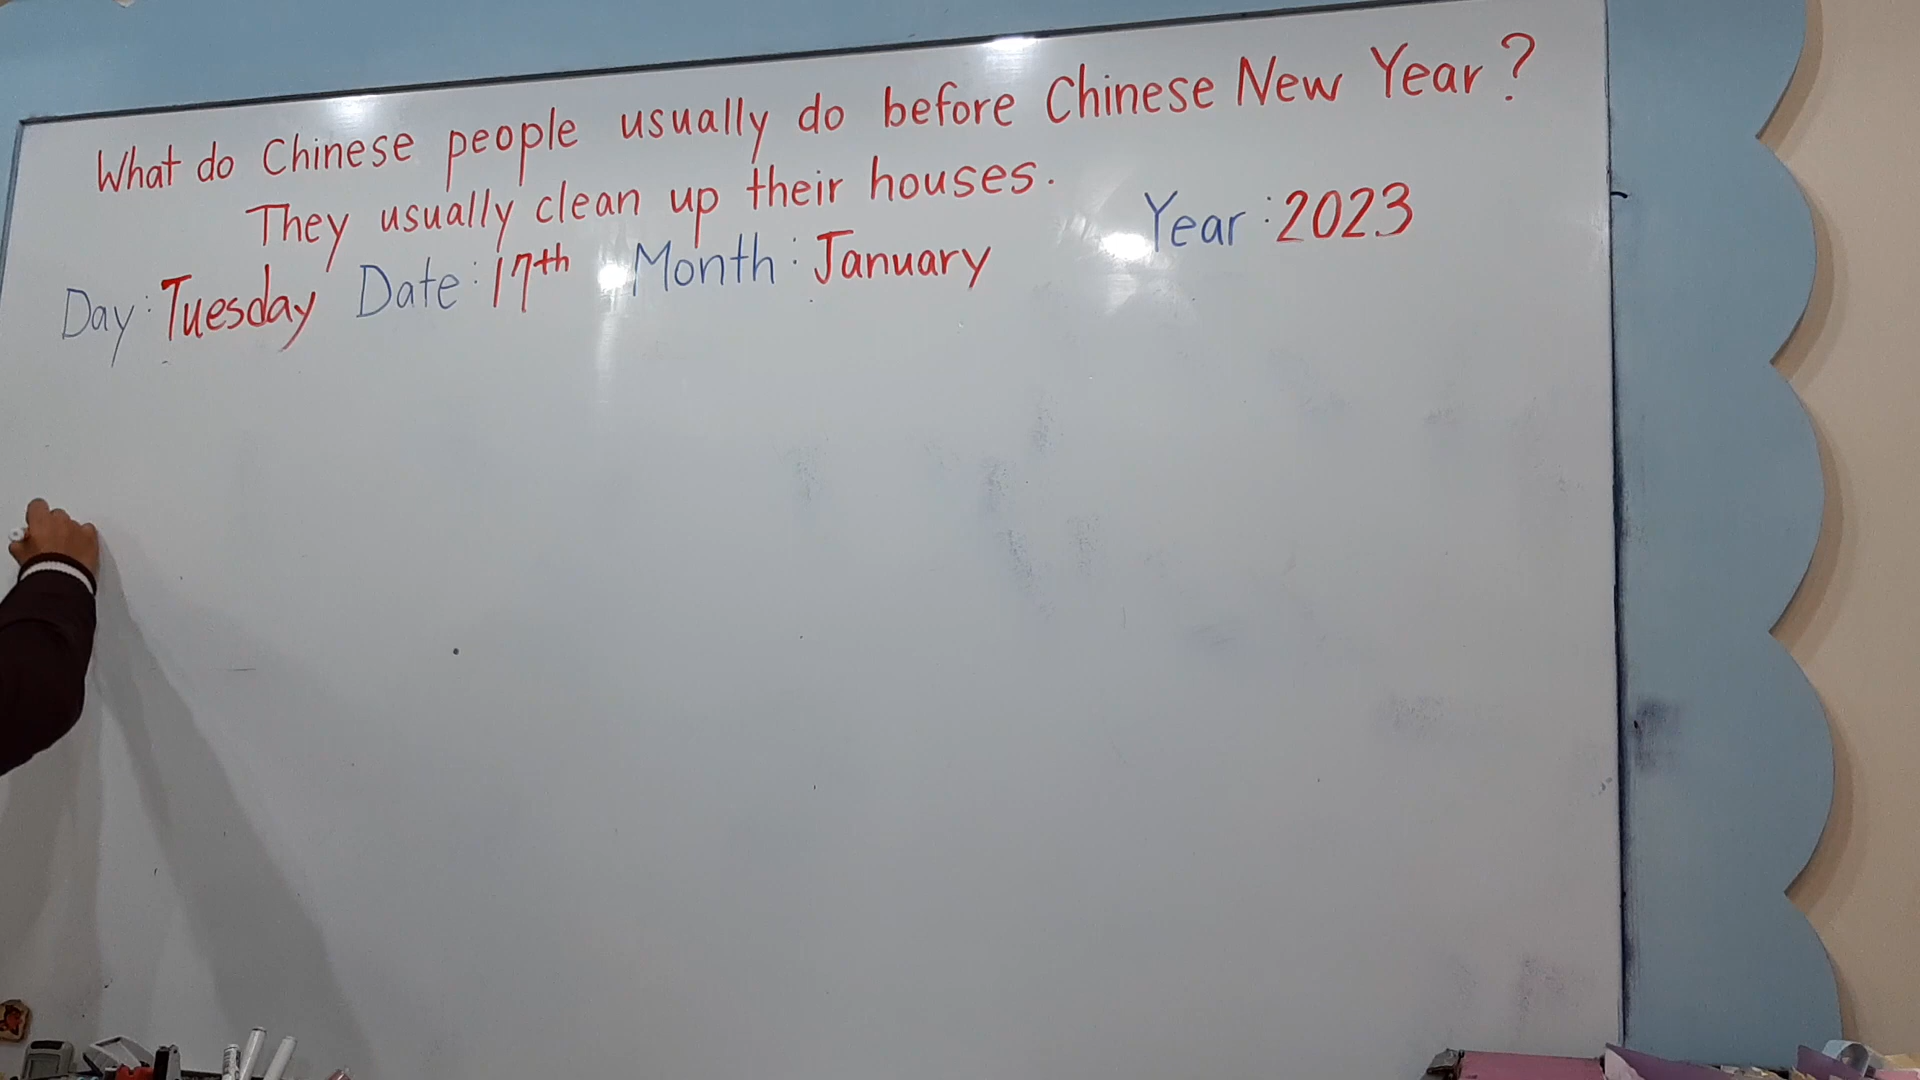 What do Chinese people usually do before Chinese New Year?
They usually clean up their houses.
Day: Tuesday Date: 17th Month: January Year: 2023